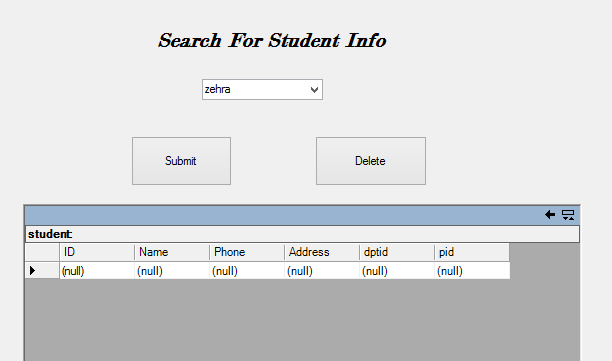 Search For Student Info
zehra
Submit Delete
student:
ID Name Phone Address dptid pid
(null) (null) (null) (null) (null) (null)